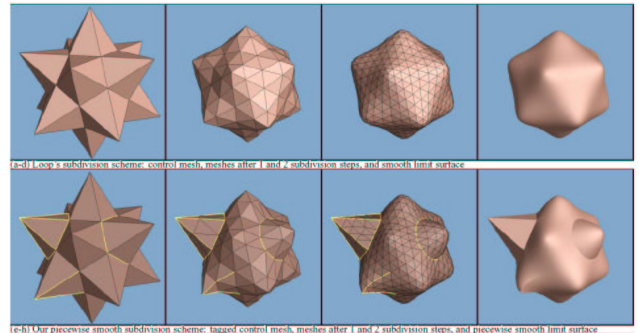 (a-d) Loop's subdivision scheme: control mesh, meshes after 1 and 2 subdivision steps, and smooth limit surface
(e-h) Our piecewise smooth subdivision scheme: tagged control mesh, meshes after 1 and 2 subdivision steps, and piecewise smooth limit surface